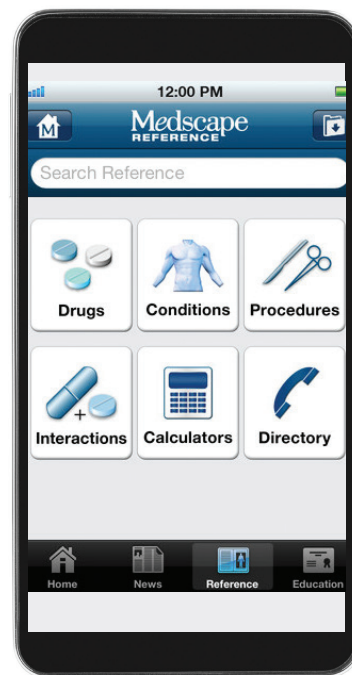 12:00 PM
M
Medscape
REFERENCE
Search Reference
Drugs
Conditions
Procedures
+
Interactions
Calculators
Directory
Home
News
Reference
Education